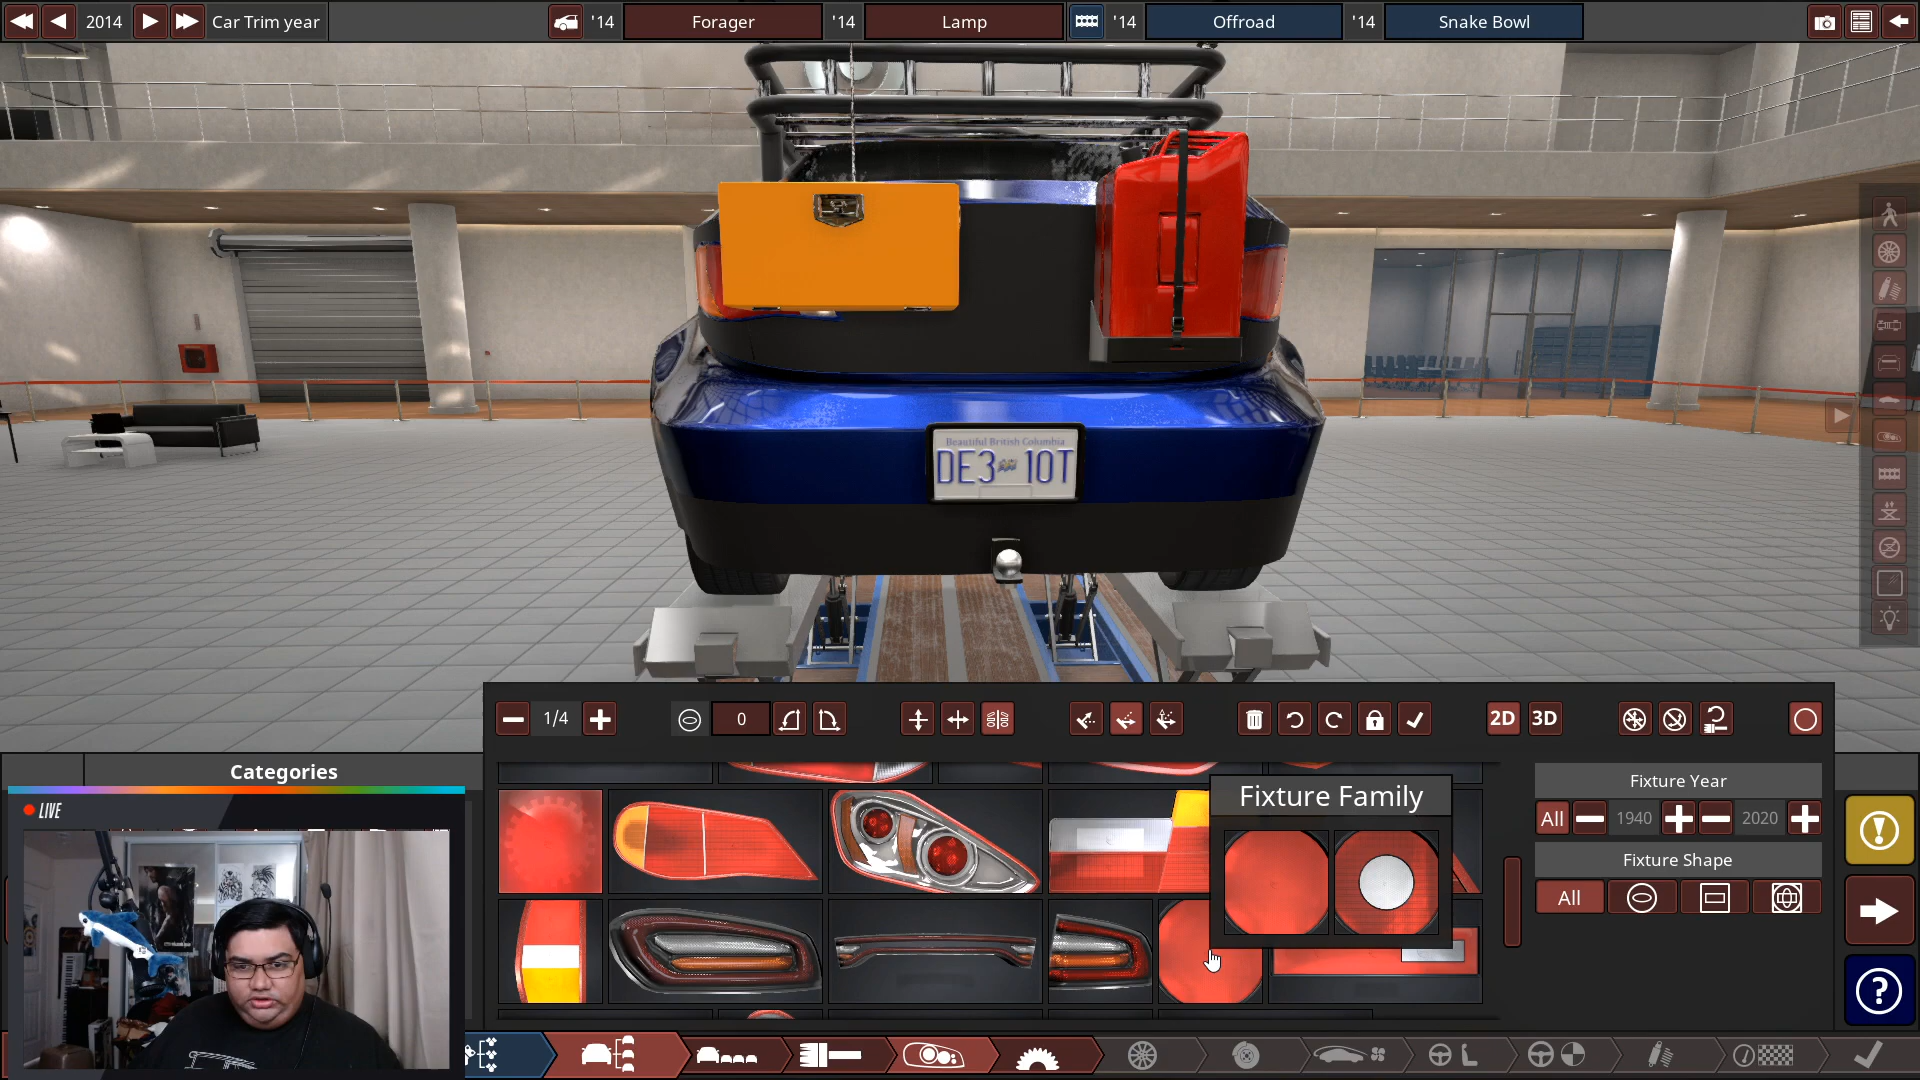 2014
Car Trim year
'14
Forager
'14
Lamp
'14
Offroad
'14
Snake Bowl
Beautiful British Columbia
DE3 10T
1/4
0
2D
3D
Categories
LIVE
Fixture Family
Fixture Year
All
1940
2020
Fixture Shape
All